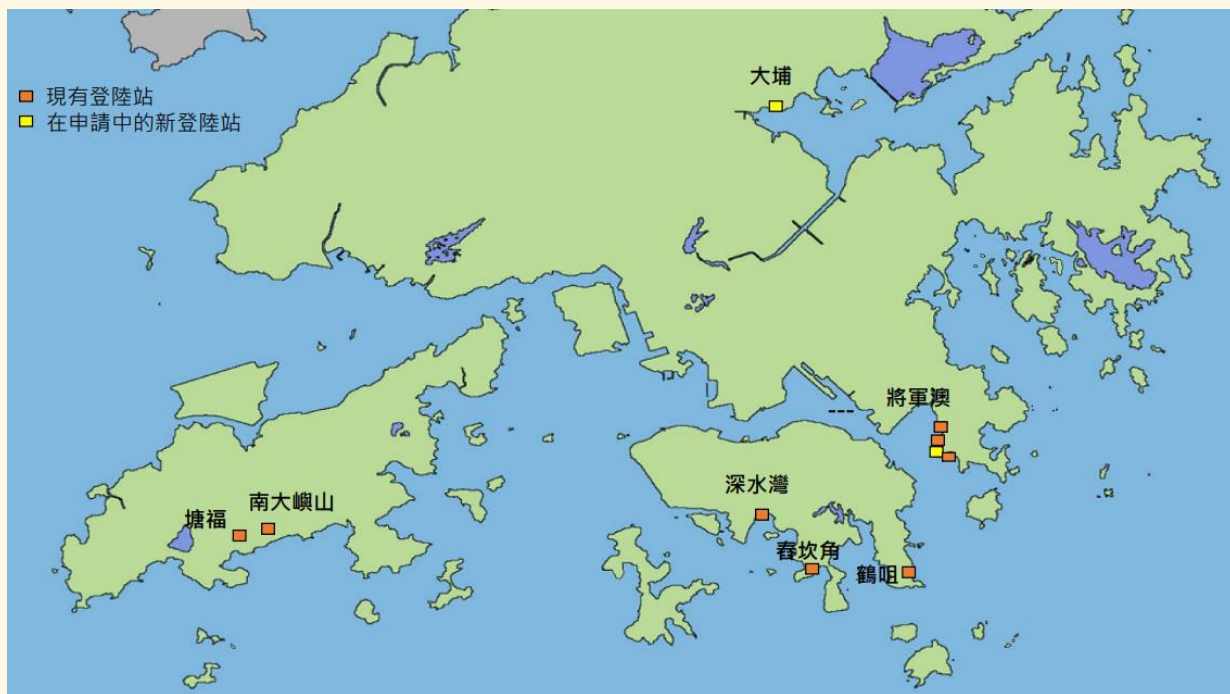 大埔
現有登陸站
在申請中的新登陸站
將軍澳
深水灣
南大嶼山
塘福
舂坎角
鶴咀